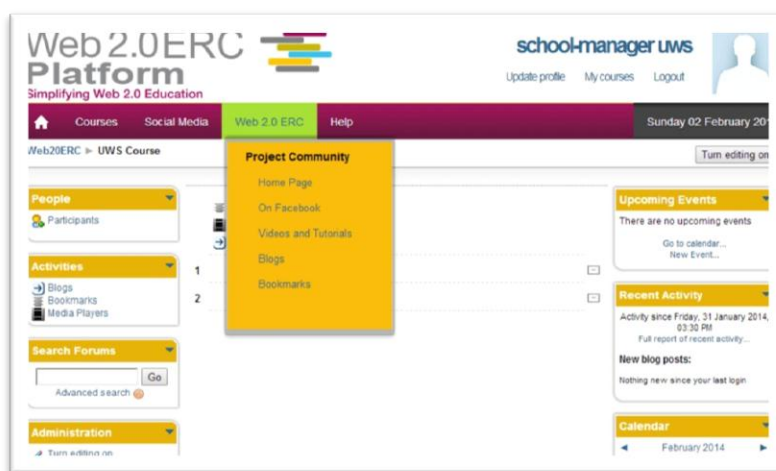 Web 2.0 ERC
Platform
Simplifying Web 2.0 Education
school-manager uws
Update profile My courses Logout
Courses Social Media Web 2.0 ERC Help
Sunday 02 February 201
Web20ERC ► UWS Course
Turn editing on
Project Community
Home Page
On Facebook
Videos and Tutorials
Blogs
Bookmarks
People
Participants
Activities
Blogs
Bookmarks
Media Players
Search Forums
Go
Advanced search
Administration
Turn editing on
1
2
Upcoming Events
There are no upcoming events
Go to calendar...
New Event...
Recent Activity
Activity since Friday, 31 January 2014,
03:30 PM
Full report of recent activity...
New blog posts:
Nothing new since your last login
Calendar
◄ February 2014 ►